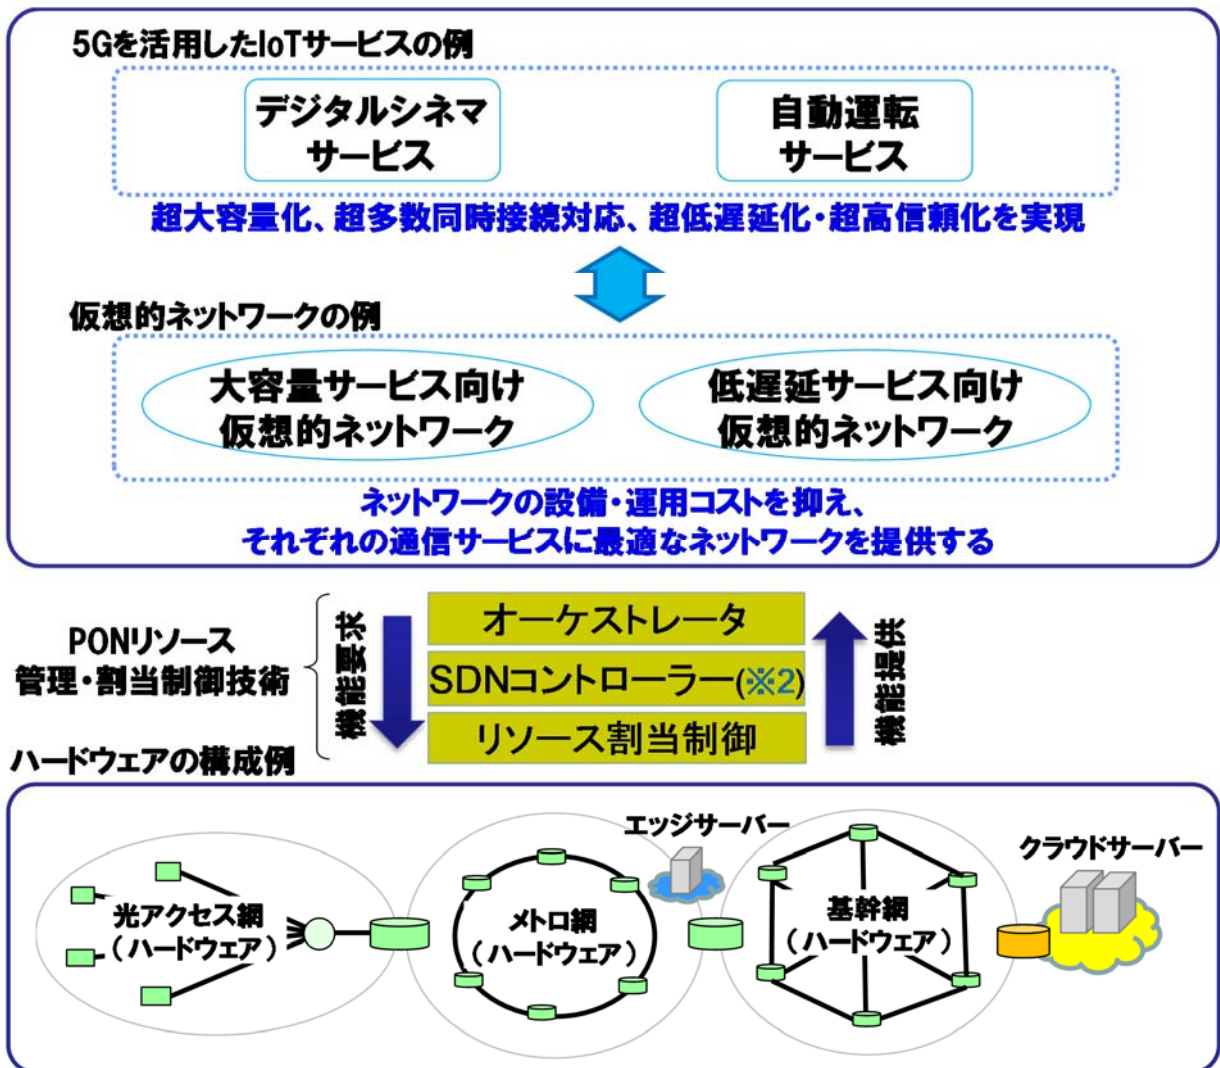 5Gを活用したIoTサービスの例
デジタルシネマ
サービス
自動運転
サービス
超大容量化、超多数同時接続対応、超低遅延化・超高信頼化を実現
仮想的ネットワークの例
大容量サービス向け
仮想的ネットワーク
低遅延サービス向け
仮想的ネットワーク
ネットワークの設備・運用コストを抑え、
それぞれの通信サービスに最適なネットワークを提供する
PONリソース
管理・割当制御技術
機能要求
オーケストレータ
SDNコントローラー(※2)
リソース割当制御
機能提供
ハードウェアの構成例
光アクセス網
（ハードウェア）
メトロ網
（ハードウェア）
エッジサーバー
基幹網
（ハードウェア）
クラウドサーバー